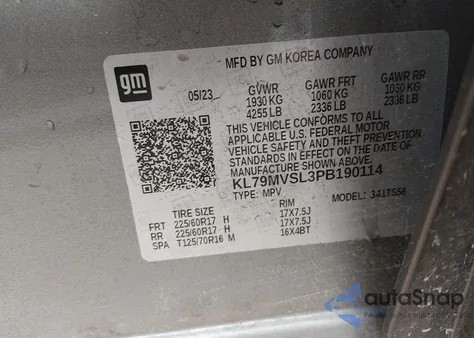 MFD BY GM KOREA COMPANY
gm
05/23 GVWR GAWR FRT GAWR RR
1930 KG 1060 KG 1050 KG
4255 LB 2336 LB 2336 LB
THIS VEHICLE CONFORMS TO ALL
APPLICABLE U.S. FEDERAL MOTOR
VEHICLE SAFETY AND THEFT PREVENTION
STANDARDS IN EFFECT ON THE DATE OF
MANUFACTURE SHOWN ABOVE.
KL79MVSL3PB190114
TYPE: MPV MODEL: 341TS56
TIRE SIZE RIM
FRT 225/60R17 H 17X7.5J
RR 225/60R17 H 17X7.5J
SPA T125/70R16 M 16X4BT
autoSnap